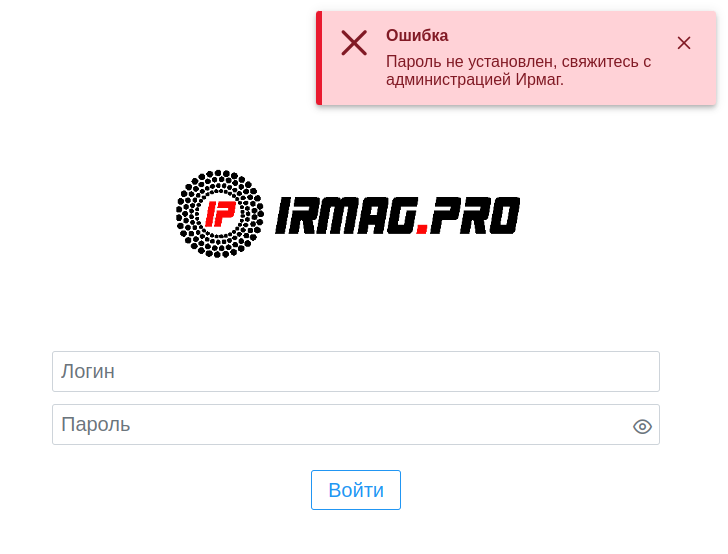 Ошибка
Пароль не установлен, свяжитесь с
администрацией Ирмаг.
IP IRMAG.PRO
Логин
Пароль
Войти